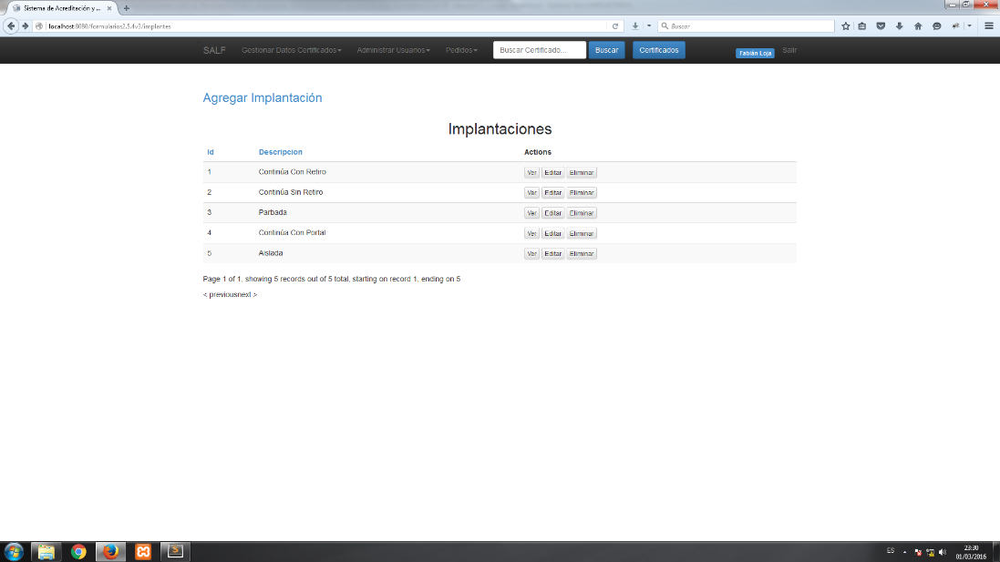 Sistema de Acreditación y ...
localhost:8080/formularios2.5.4v3/implantes
Buscar
SALF
Gestionar Datos Certificados
Administrar Usuarios
Pedidos
Buscar Certificado...
Buscar
Certificados
Fabián Loja
Salir
Agregar Implantación
Implantaciones
Id Descripcion Actions
1 Continúa Con Retiro Ver Editar Eliminar
2 Continúa Sin Retiro Ver Editar Eliminar
3 Parbada Ver Editar Eliminar
4 Continúa Con Portal Ver Editar Eliminar
5 Aislada Ver Editar Eliminar
Page 1 of 1, showing 5 records out of 5 total, starting on record 1, ending on 5
< previousnext >
ES
23:30
01/03/2016